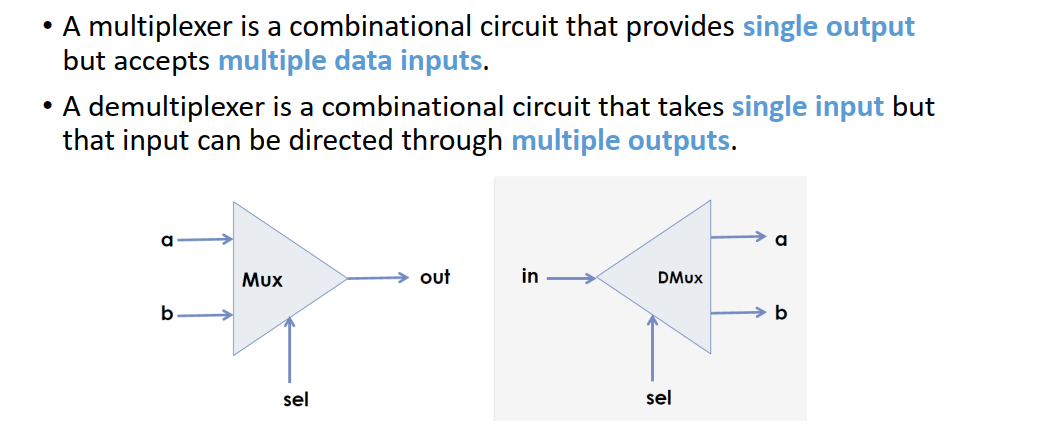 • A multiplexer is a combinational circuit that provides single output
but accepts multiple data inputs.
• A demultiplexer is a combinational circuit that takes single input but
that input can be directed through multiple outputs.
a
Mux
out
b
sel
in
DMux
a
b
sel